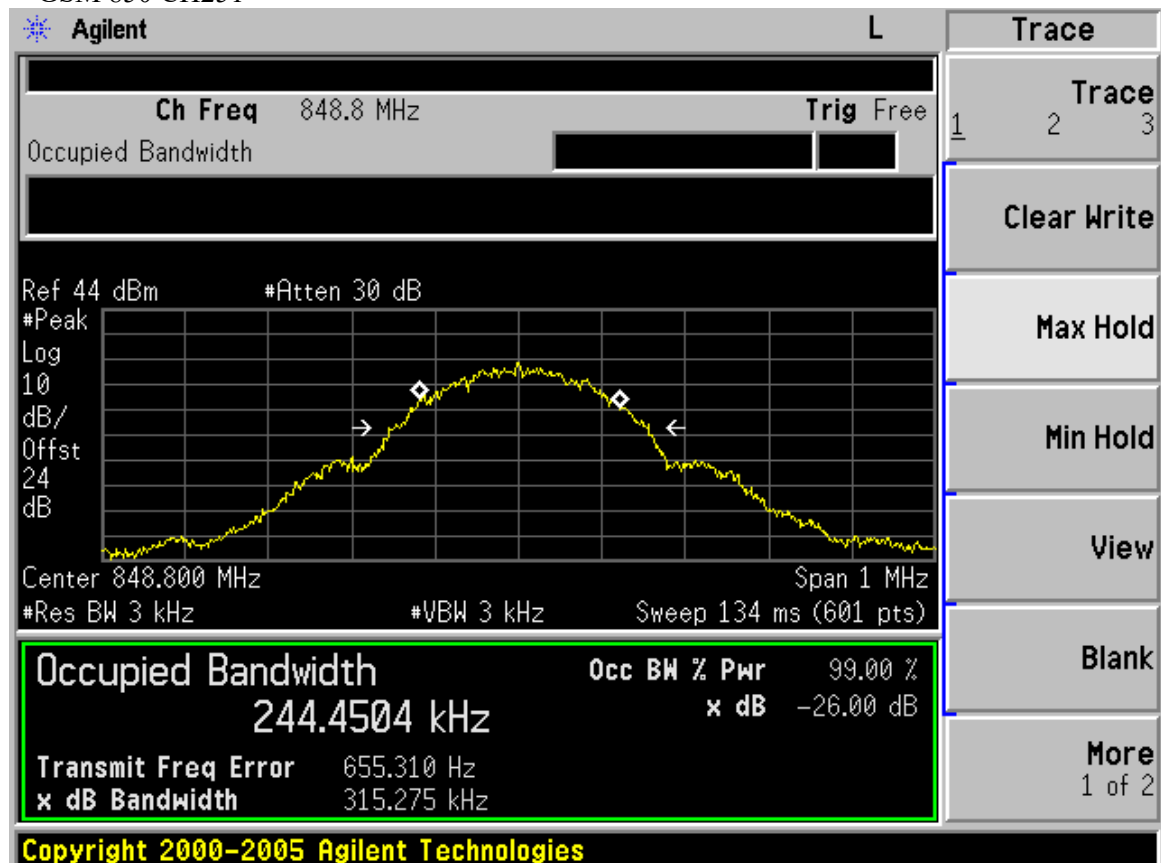 GSM 850 CH251
Agilent L Trace
Ch Freq 848.8 MHz Trig Free
Occupied Bandwidth
Trace
1 2 3
Clear Write
Max Hold
Min Hold
View
Blank
More
1 of 2
Ref 44 dBm #Atten 30 dB
#Peak
Log
10
dB/
Offst
24
dB
Center 848.800 MHz Span 1 MHz
#Res BW 3 kHz #VBW 3 kHz Sweep 134 ms (601 pts)
Occupied Bandwidth Occ BW % Pwr 99.00 %
244.4504 kHz x dB -26.00 dB
Transmit Freq Error 655.310 Hz
x dB Bandwidth 315.275 kHz
Copyright 2000-2005 Agilent Technologies